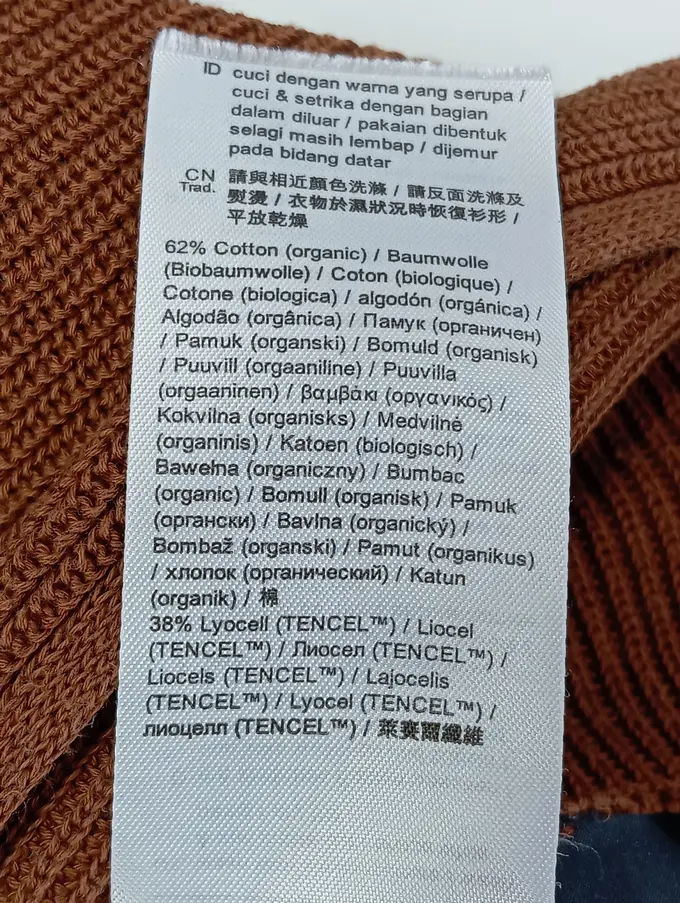 ID cuci dengan warna yang serupa /
cuci & setrika dengan bagian
dalam diluar / pakaian dibentuk
selagi masih lembap / dijemur
pada bidang datar
CN Trad. 請與相近顏色洗滌 / 請反面洗滌及
熨燙 / 衣物於濕狀況時恢復衫形 /
平放乾燥
62% Cotton (organic) / Baumwolle
(Biobaumwolle) / Coton (biologique) /
Cotone (biologica) / algodón (orgánica) /
Algodão (orgânica) / Памук (органичен)
/ Pamuk (organski) / Bomuld (organisk)
/ Puuvill (orgaaniline) / Puuvilla
(orgaaninen) / βαμβάκι (οργανικός) /
Kokvilna (organisks) / Medvilnė
(organinis) / Katoen (biologisch) /
Bawełna (organiczny) / Bumbac
(organic) / Bomull (organisk) / Pamuk
(органски) / Bavlna (organický) /
Bombaž (organski) / Pamut (organikus)
/ хлопок (органический) / Katun
(organik) / 棉
38% Lyocell (TENCEL™) / Liocel
(TENCEL™) / Лиосел (TENCEL™) /
Liocels (TENCEL™) / Lajocelis
(TENCEL™) / Lyocel (TENCEL™) /
лиоцелл (TENCEL™) / 萊賽爾纖維